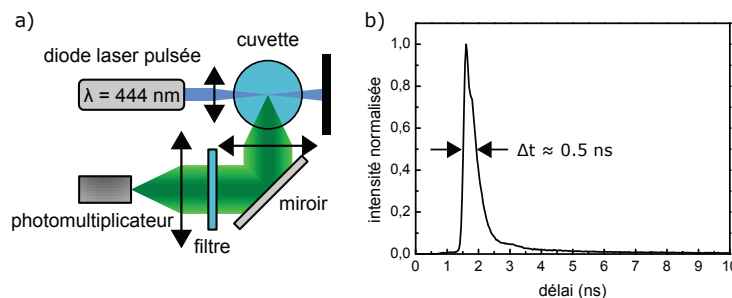 a)
cuvette
diode laser pulsée
λ = 444 nm
miroir
photomultiplicateur
filtre
b)
intensité normalisée
1,0
0,8
0,6
0,4
0,2
0,0
Δt ≈ 0.5 ns
0 1 2 3 4 5 6 7 8 9 10
délai (ns)